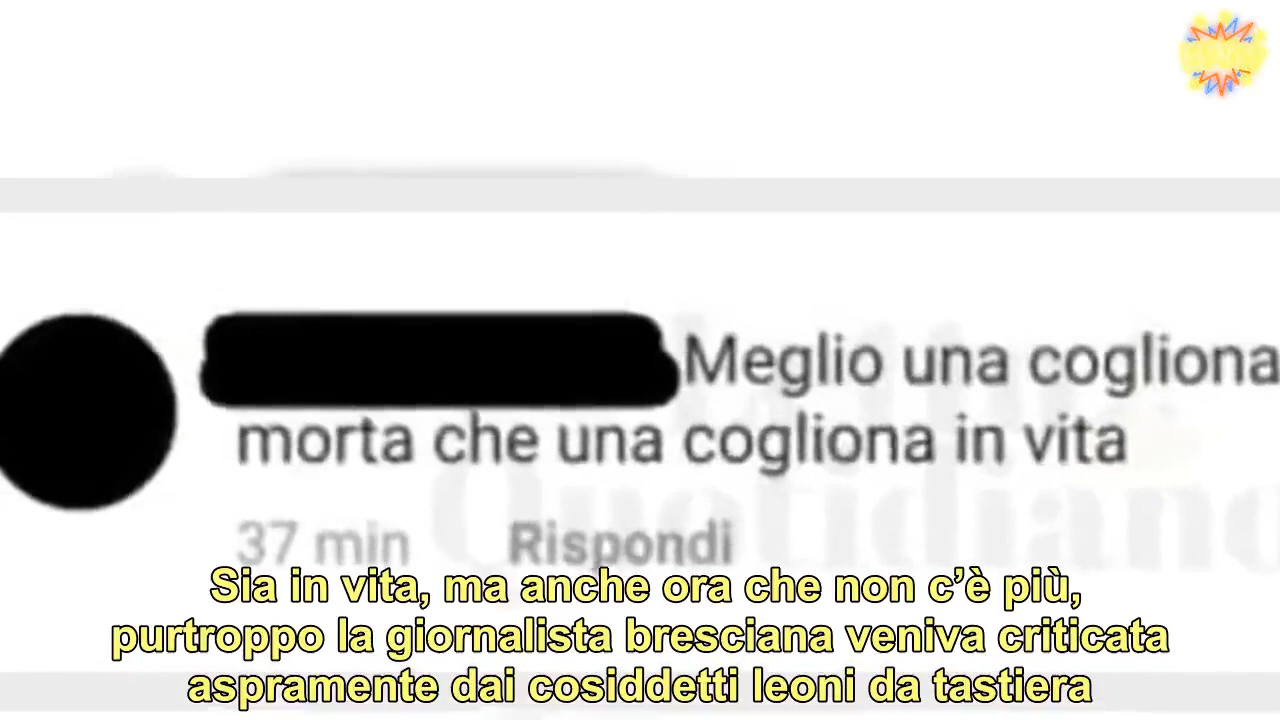 Meglio una cogliona
morta che una cogliona in vita
37 min Rispondi
Quotidiano
Sia in vita, ma anche ora che non c’è più,
purtroppo la giornalista bresciana veniva criticata
aspramente dai cosiddetti leoni da tastiera